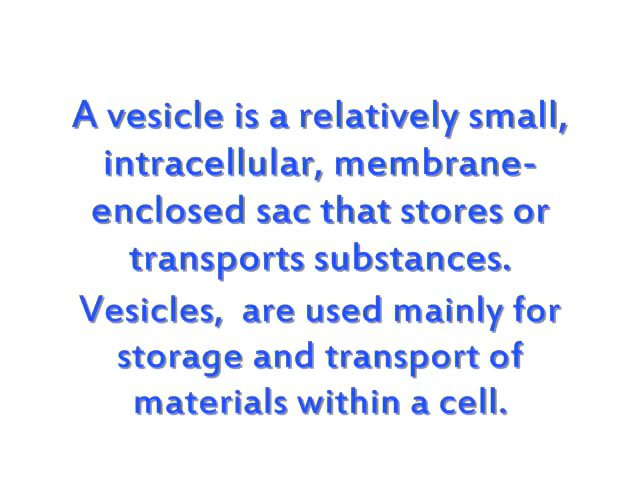 A vesicle is a relatively small,
intracellular, membrane-
enclosed sac that stores or
transports substances.
Vesicles,  are used mainly for
storage and transport of
materials within a cell.